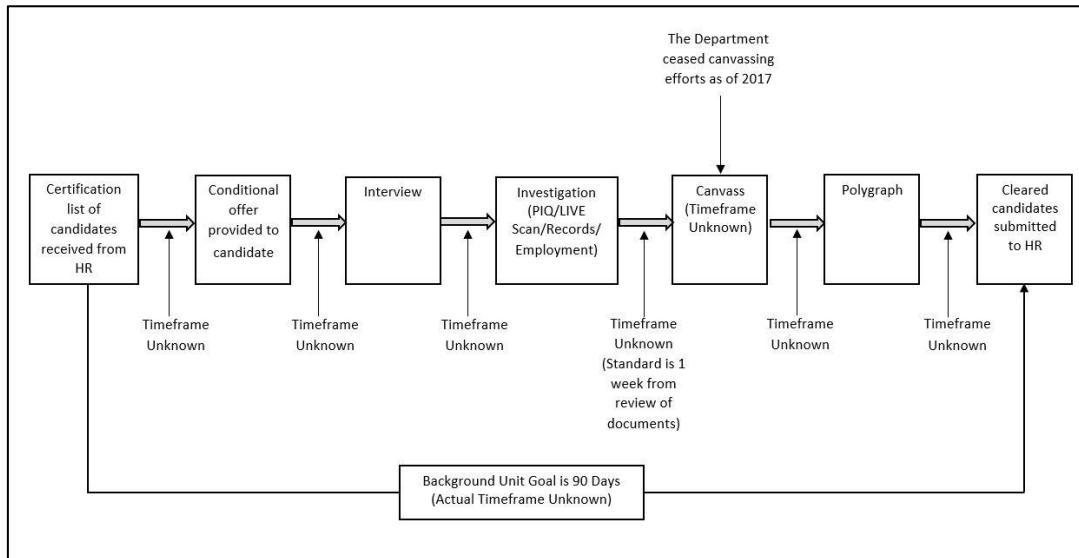 The Department
ceased canvassing
efforts as of 2017
Certification
list of
candidates
received from
HR
Conditional
offer
provided to
candidate
Interview
Investigation
(PIQ/LIVE
Scan/Records/
Employment)
Canvass
(Timeframe
Unknown)
Polygraph
Cleared
candidates
submitted
to HR
Timeframe
Unknown
Timeframe
Unknown
Timeframe
Unknown
Timeframe
Unknown
(Standard is 1
week from
review of
documents)
Timeframe
Unknown
Timeframe
Unknown
Background Unit Goal is 90 Days
(Actual Timeframe Unknown)